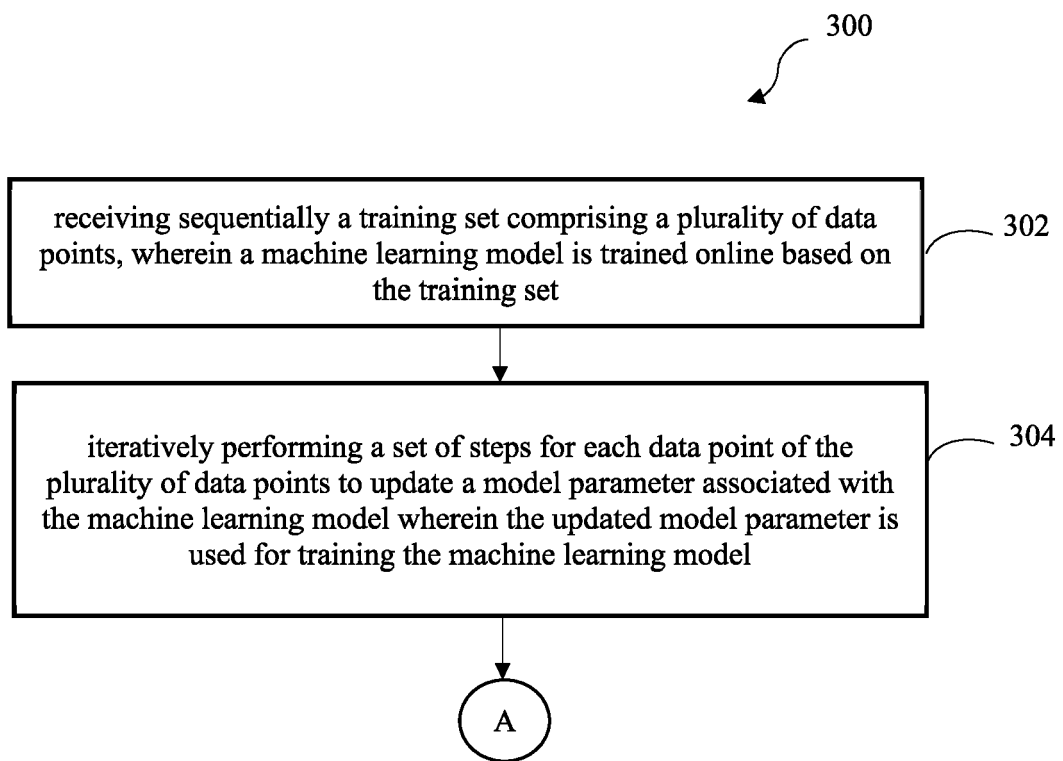 300
receiving sequentially a training set comprising a plurality of data
points, wherein a machine learning model is trained online based on
the training set
302
iteratively performing a set of steps for each data point of the
plurality of data points to update a model parameter associated with
the machine learning model wherein the updated model parameter is
used for training the machine learning model
304
A